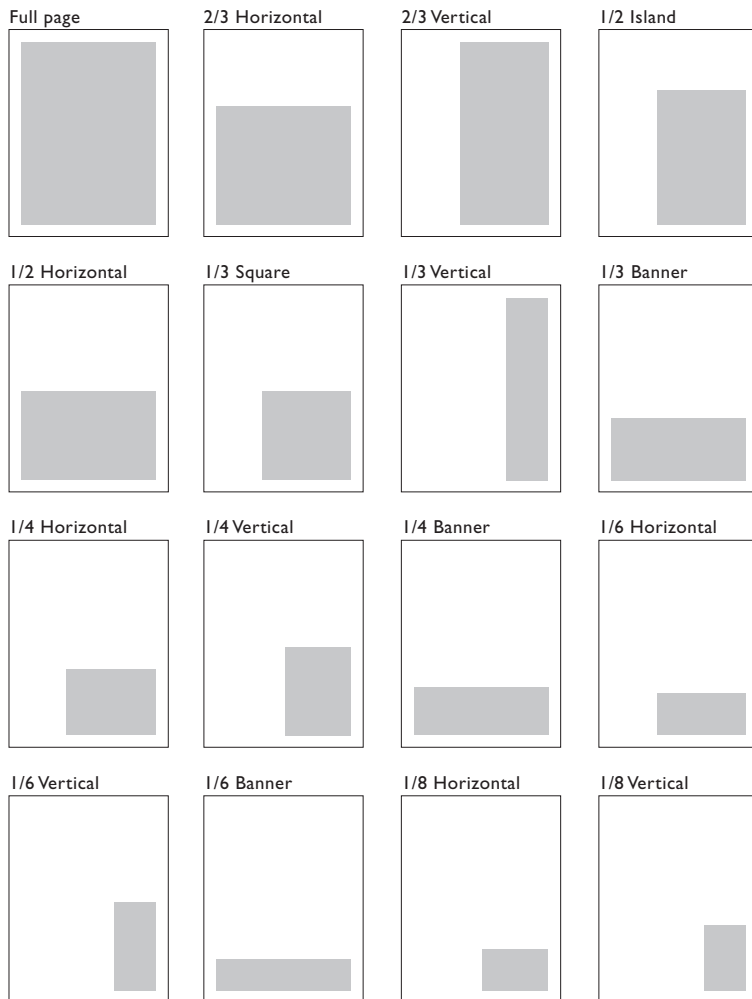 Full page
2/3 Horizontal
2/3 Vertical
1/2 Island
1/2 Horizontal
1/3 Square
1/3 Vertical
1/3 Banner
1/4 Horizontal
1/4 Vertical
1/4 Banner
1/6 Horizontal
1/6 Vertical
1/6 Banner
1/8 Horizontal
1/8 Vertical